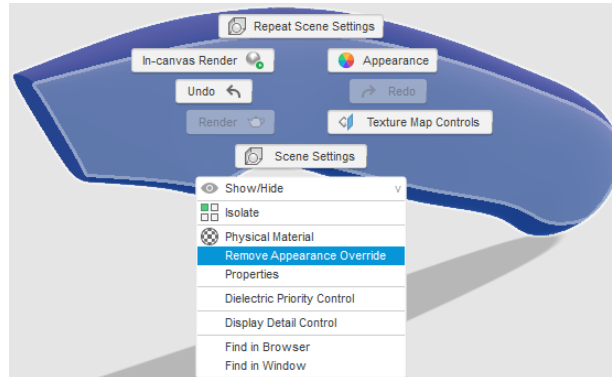 Repeat Scene Settings
In-canvas Render
Appearance
Undo
Redo
Render
Texture Map Controls
Scene Settings
Show/Hide v
Isolate
Physical Material
Remove Appearance Override
Properties
Dielectric Priority Control
Display Detail Control
Find in Browser
Find in Window